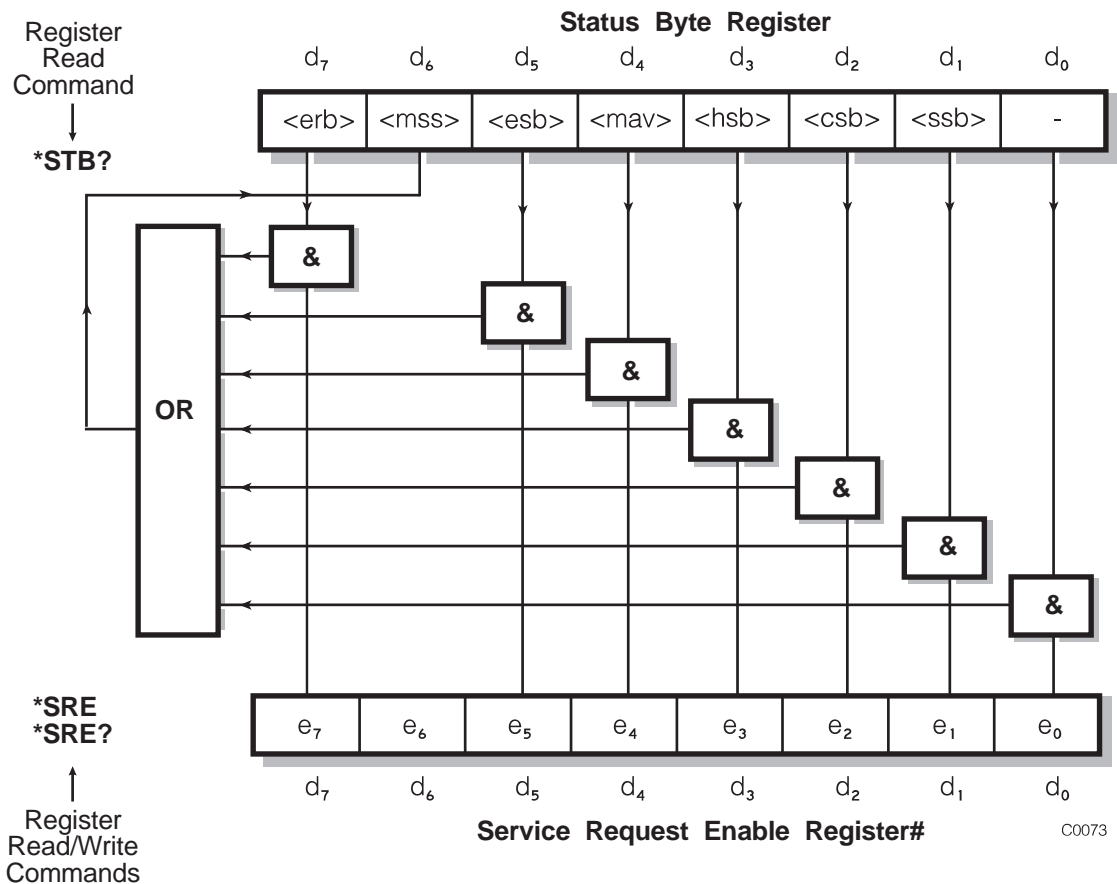 Status Byte Register
Register
Read
Command
d₇ d₆ d₅ d₄ d₃ d₂ d₁ d₀
<erb> <mss> <esb> <mav> <hsb> <csb> <ssb> -
*STB?
&
&
&
OR
&
&
&
&
*SRE
*SRE?
e₇ e₆ e₅ e₄ e₃ e₂ e₁ e₀
d₇ d₆ d₅ d₄ d₃ d₂ d₁ d₀
Register
Read/Write
Commands
Service Request Enable Register#
C0073